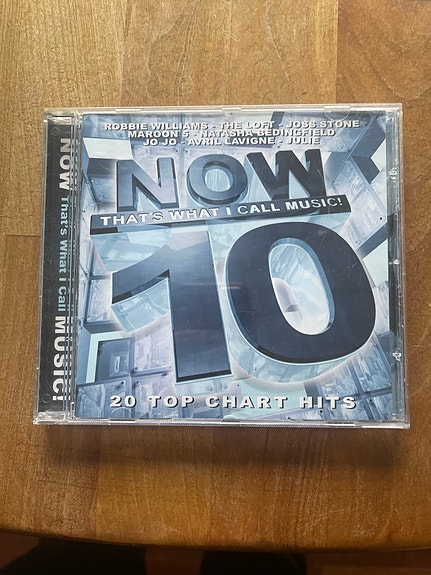 ROBBIE WILLIAMS - THE LOFT - JOSS STONE
MAROON 5 - NATASHA BEDINGFIELD
JO JO - AVRIL LAVIGNE - JULIE
NOW
THAT'S WHAT I CALL MUSIC!
10
20 TOP CHART HITS
NOW That's What I Call MUSIC!